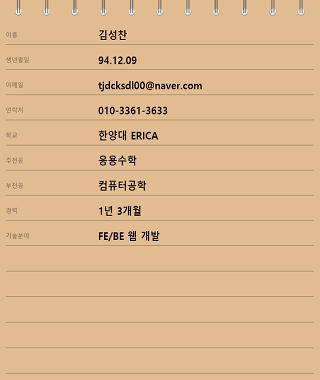 이름 김성찬
생년월일 94.12.09
이메일 tjdcksdl00@naver.com
연락처 010-3361-3633
학교 한양대 ERICA
주전공 응용수학
부전공 컴퓨터공학
경력 1년 3개월
기술분야 FE/BE 웹 개발